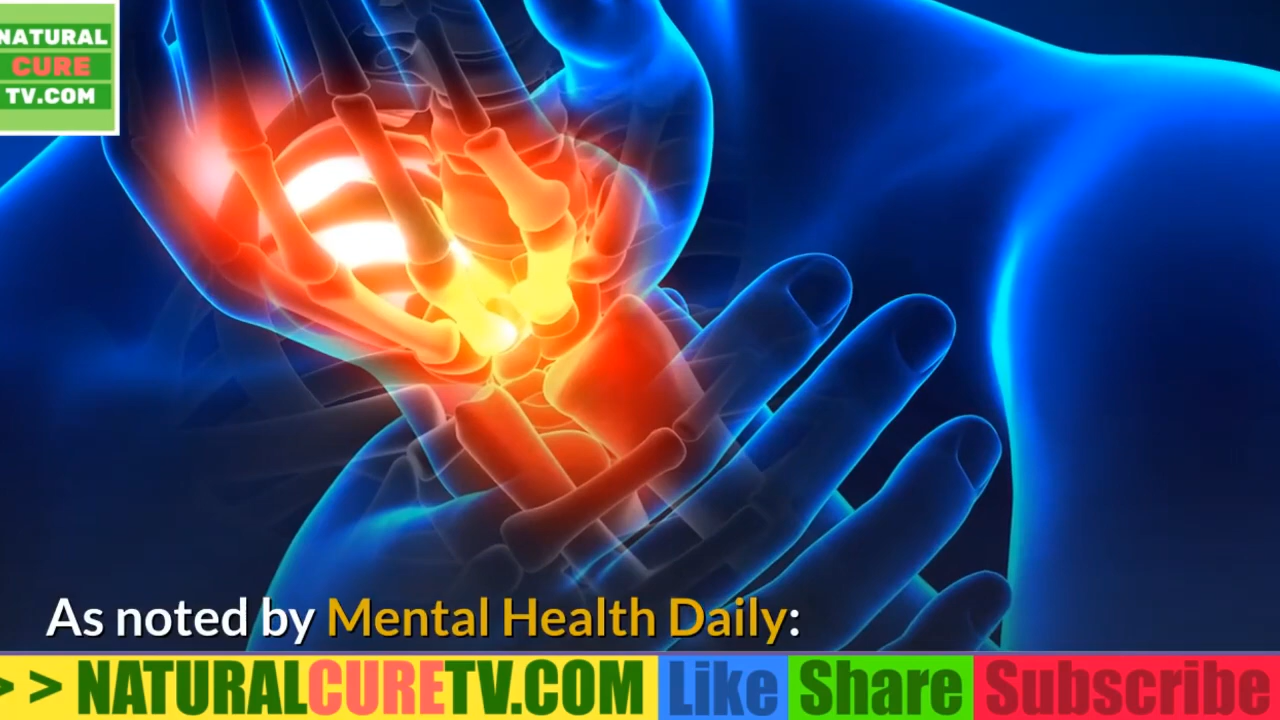 NATURAL
CURE
TV.COM
As noted by Mental Health Daily:
> > NATURALCURETV.COM Like Share Subscribe